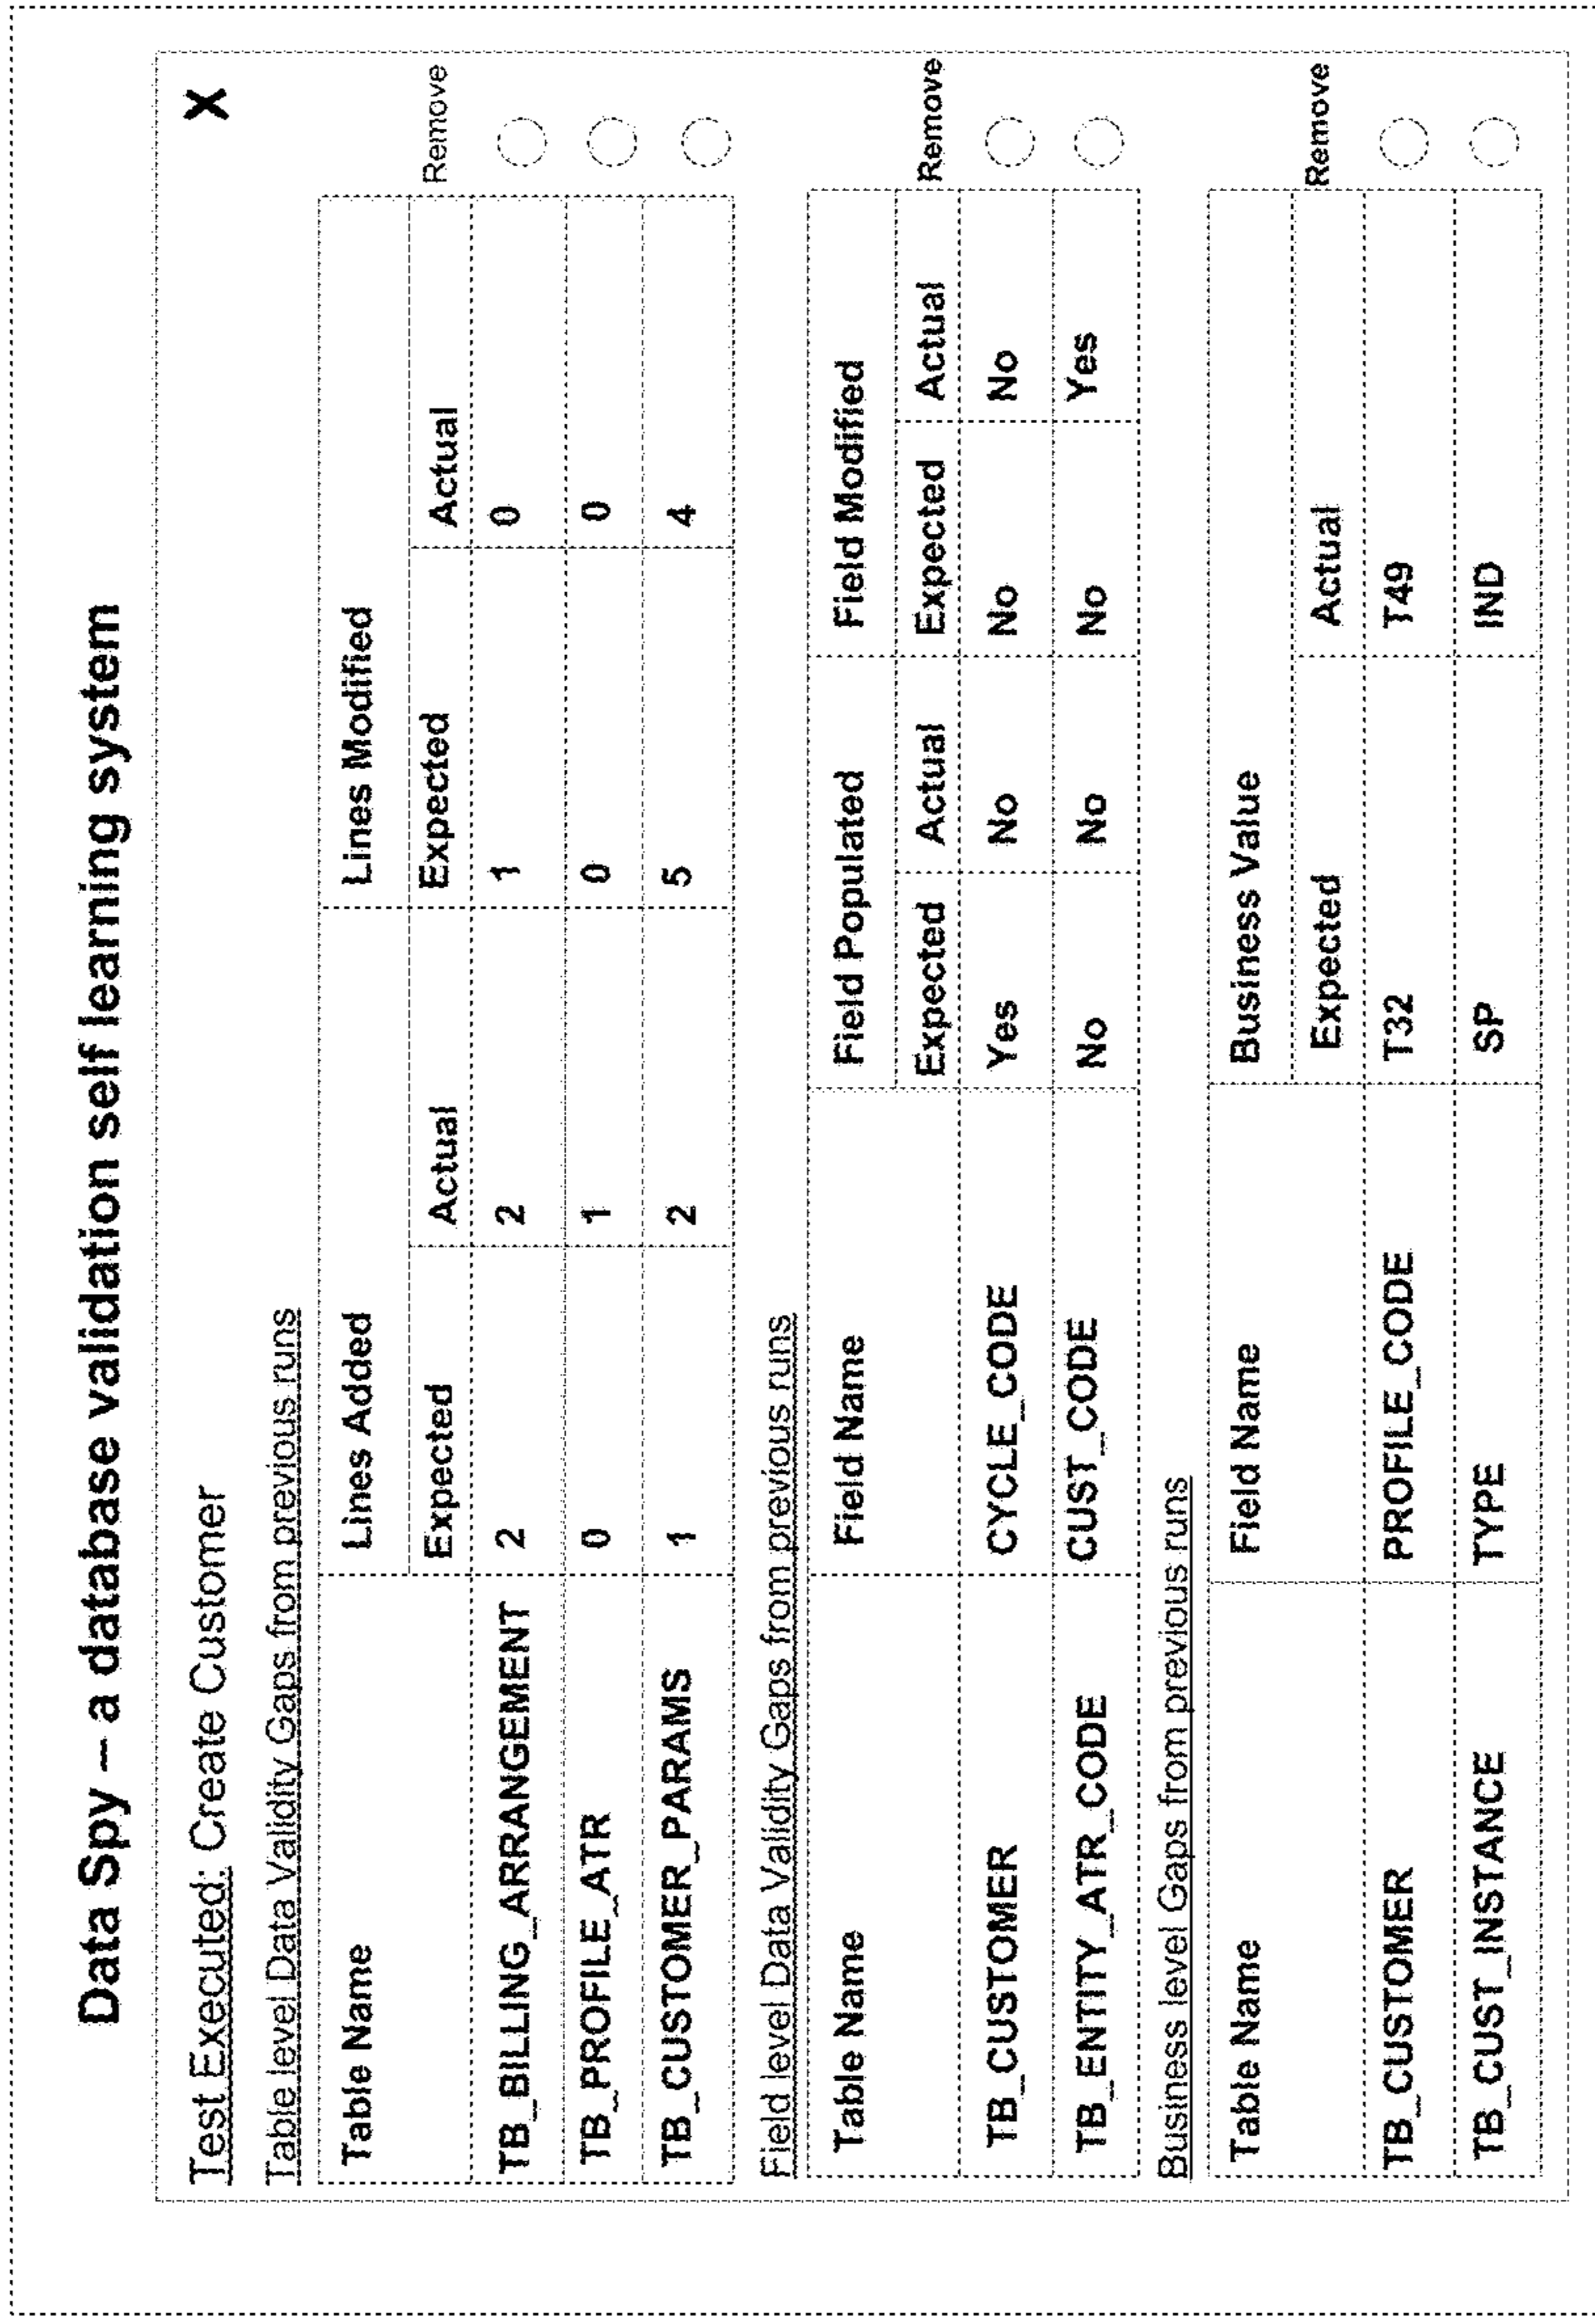 Data Spy – a database validation self learning system
X
Test Executed: Create Customer
Table level Data Validity Gaps from previous runs
Table Name Lines Added Lines Modified
Expected Actual Expected Actual Remove
TB_BILLING_ARRANGEMENT 2 2 1 0
TB_PROFILE_ATR 0 1 0 0
TB_CUSTOMER_PARAMS 1 2 5 4
Field level Data Validity Gaps from previous runs
Table Name Field Name Field Populated Field Modified
Expected Actual Expected Actual Remove
TB_CUSTOMER CYCLE_CODE Yes No No No
TB_ENTITY_ATR_CODE CUST_CODE No No No Yes
Business level Gaps from previous runs
Table Name Field Name Business Value
Expected Actual Remove
TB_CUSTOMER PROFILE_CODE T32 T49
TB_CUST_INSTANCE TYPE SP IND